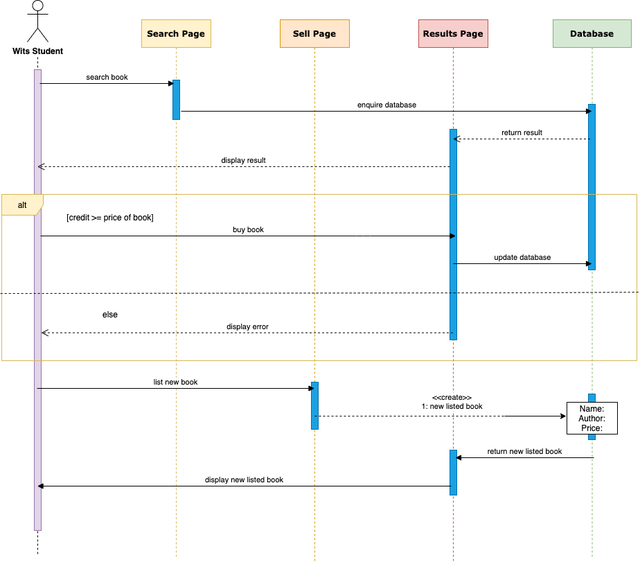 Wits Student
Search Page
Sell Page
Results Page
Database
search book
enquire database
return result
display result
alt
[credit >= price of book]
buy book
update database
else
display error
list new book
<<create>>
1: new listed book
Name:
Author:
Price:
return new listed book
display new listed book